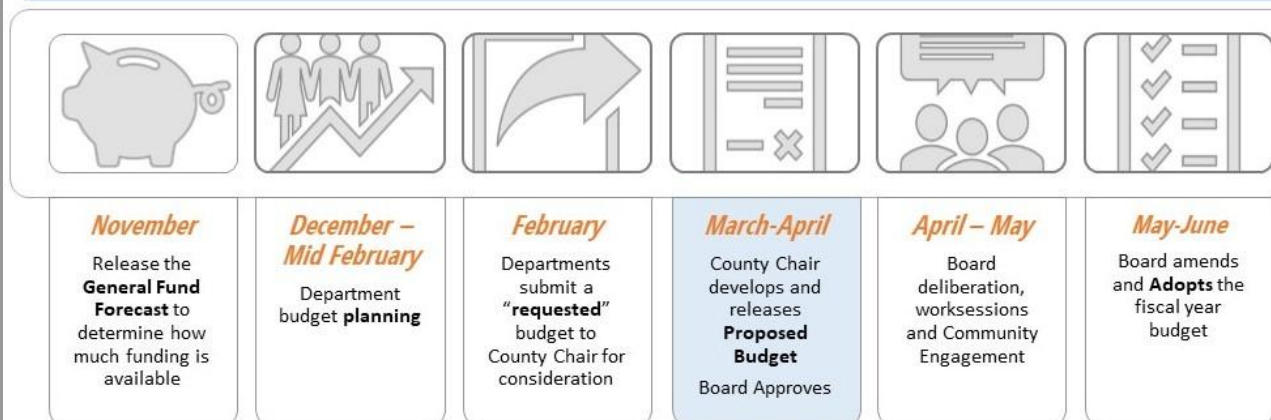 November
Release the
General Fund
Forecast to
determine how
much funding is
available
December –
Mid February
Department
budget planning
February
Departments
submit a
“requested”
budget to
County Chair for
consideration
March-April
County Chair
develops and
releases
Proposed
Budget
Board Approves
April – May
Board
deliberation,
worksessions
and Community
Engagement
May-June
Board amends
and Adopts the
fiscal year
budget